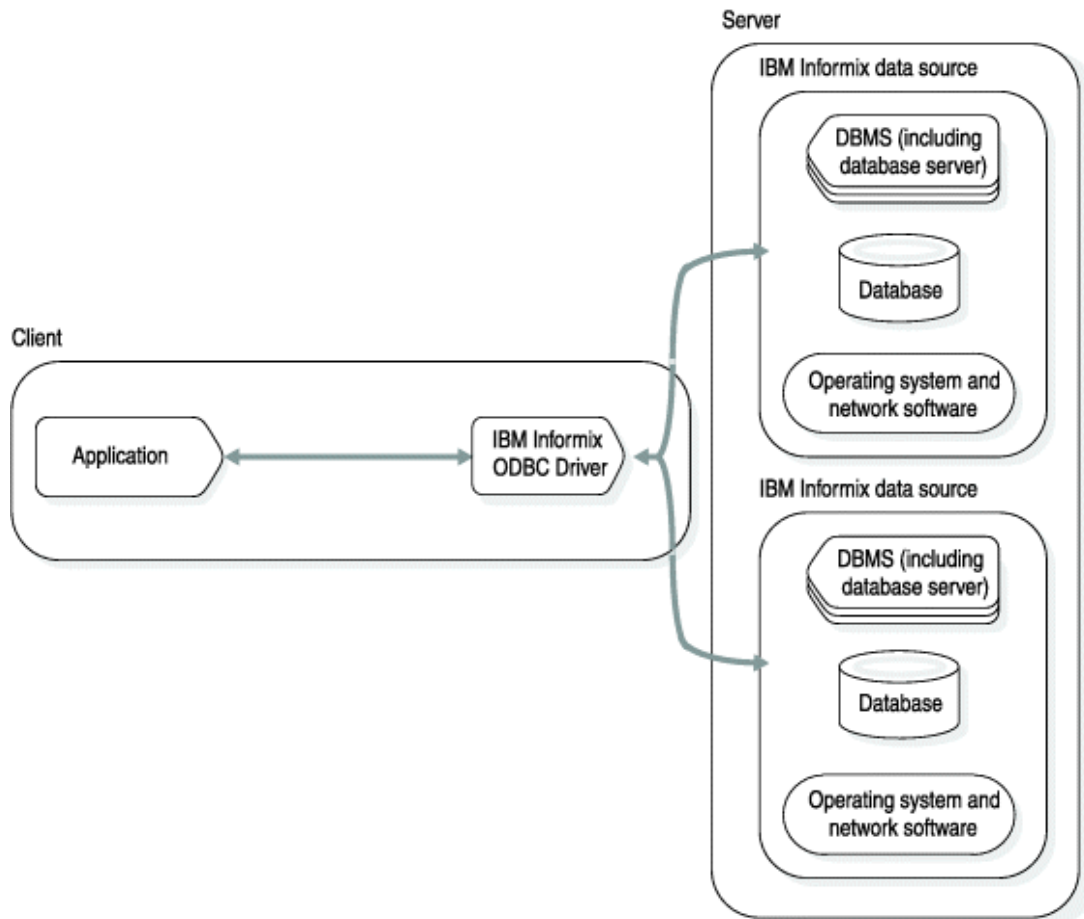 Server
IBM Informix data source
DBMS (including
database server)
Database
Operating system and
network software
Client
Application
IBM Informix
ODBC Driver
IBM Informix data source
DBMS (including
database server)
Database
Operating system and
network software